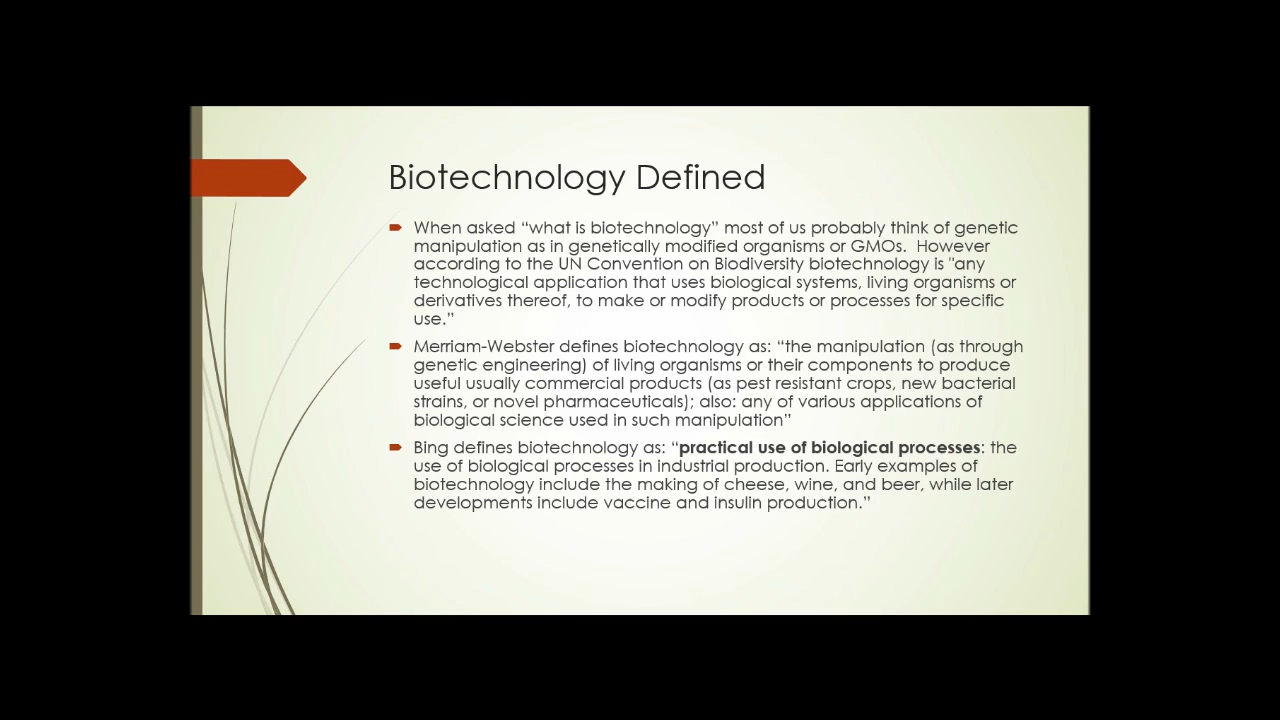 Biotechnology Defined
When asked “what is biotechnology” most of us probably think of genetic
manipulation as in genetically modified organisms or GMOs.  However
according to the UN Convention on Biodiversity biotechnology is "any
technological application that uses biological systems, living organisms or
derivatives thereof, to make or modify products or processes for specific
use.”
Merriam-Webster defines biotechnology as: “the manipulation (as through
genetic engineering) of living organisms or their components to produce
useful usually commercial products (as pest resistant crops, new bacterial
strains, or novel pharmaceuticals); also: any of various applications of
biological science used in such manipulation”
Bing defines biotechnology as: “practical use of biological processes: the
use of biological processes in industrial production. Early examples of
biotechnology include the making of cheese, wine, and beer, while later
developments include vaccine and insulin production.”